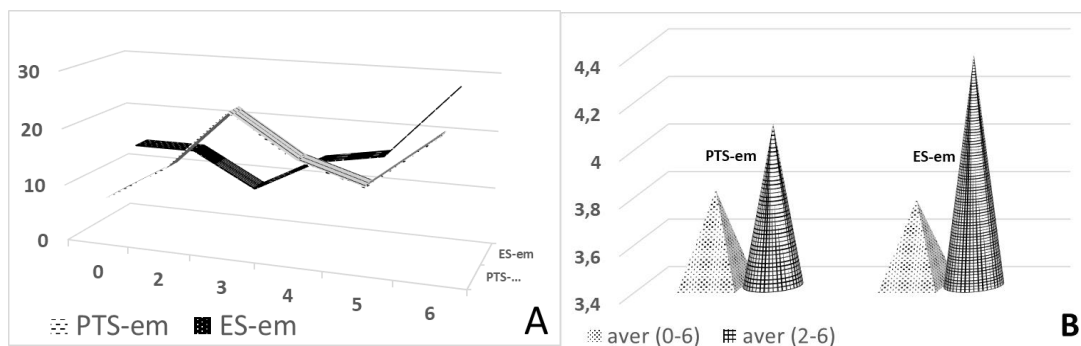 30
20
10
0
0 2 3 4 5 6
ES-em
PTS-...
PTS-em ES-em
A
4,4
4,2
4
3,8
3,6
3,4
PTS-em
ES-em
aver (0-6) aver (2-6)
B